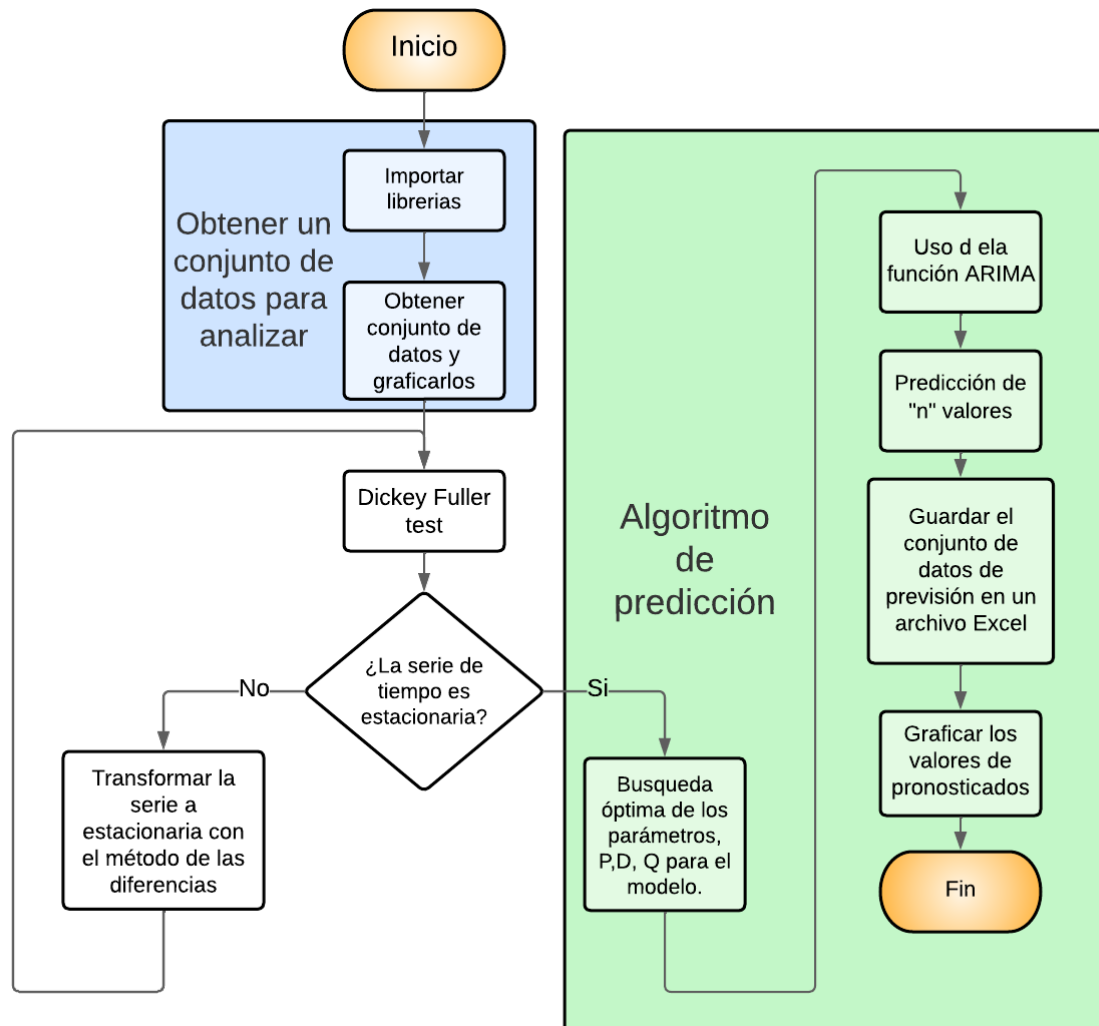 Inicio
Obtener un
conjunto de
datos para
analizar
Importar
librerias
Obtener
conjunto de
datos y
graficarlos
Dickey Fuller
test
¿La serie de
tiempo es
estacionaria?
No
Si
Transformar la
serie a
estacionaria con
el método de las
diferencias
Algoritmo
de
predicción
Busqueda
óptima de los
parámetros,
P,D, Q para el
modelo.
Uso d ela
función ARIMA
Predicción de
"n" valores
Guardar el
conjunto de
datos de
previsión en un
archivo Excel
Graficar los
valores de
pronosticados
Fin